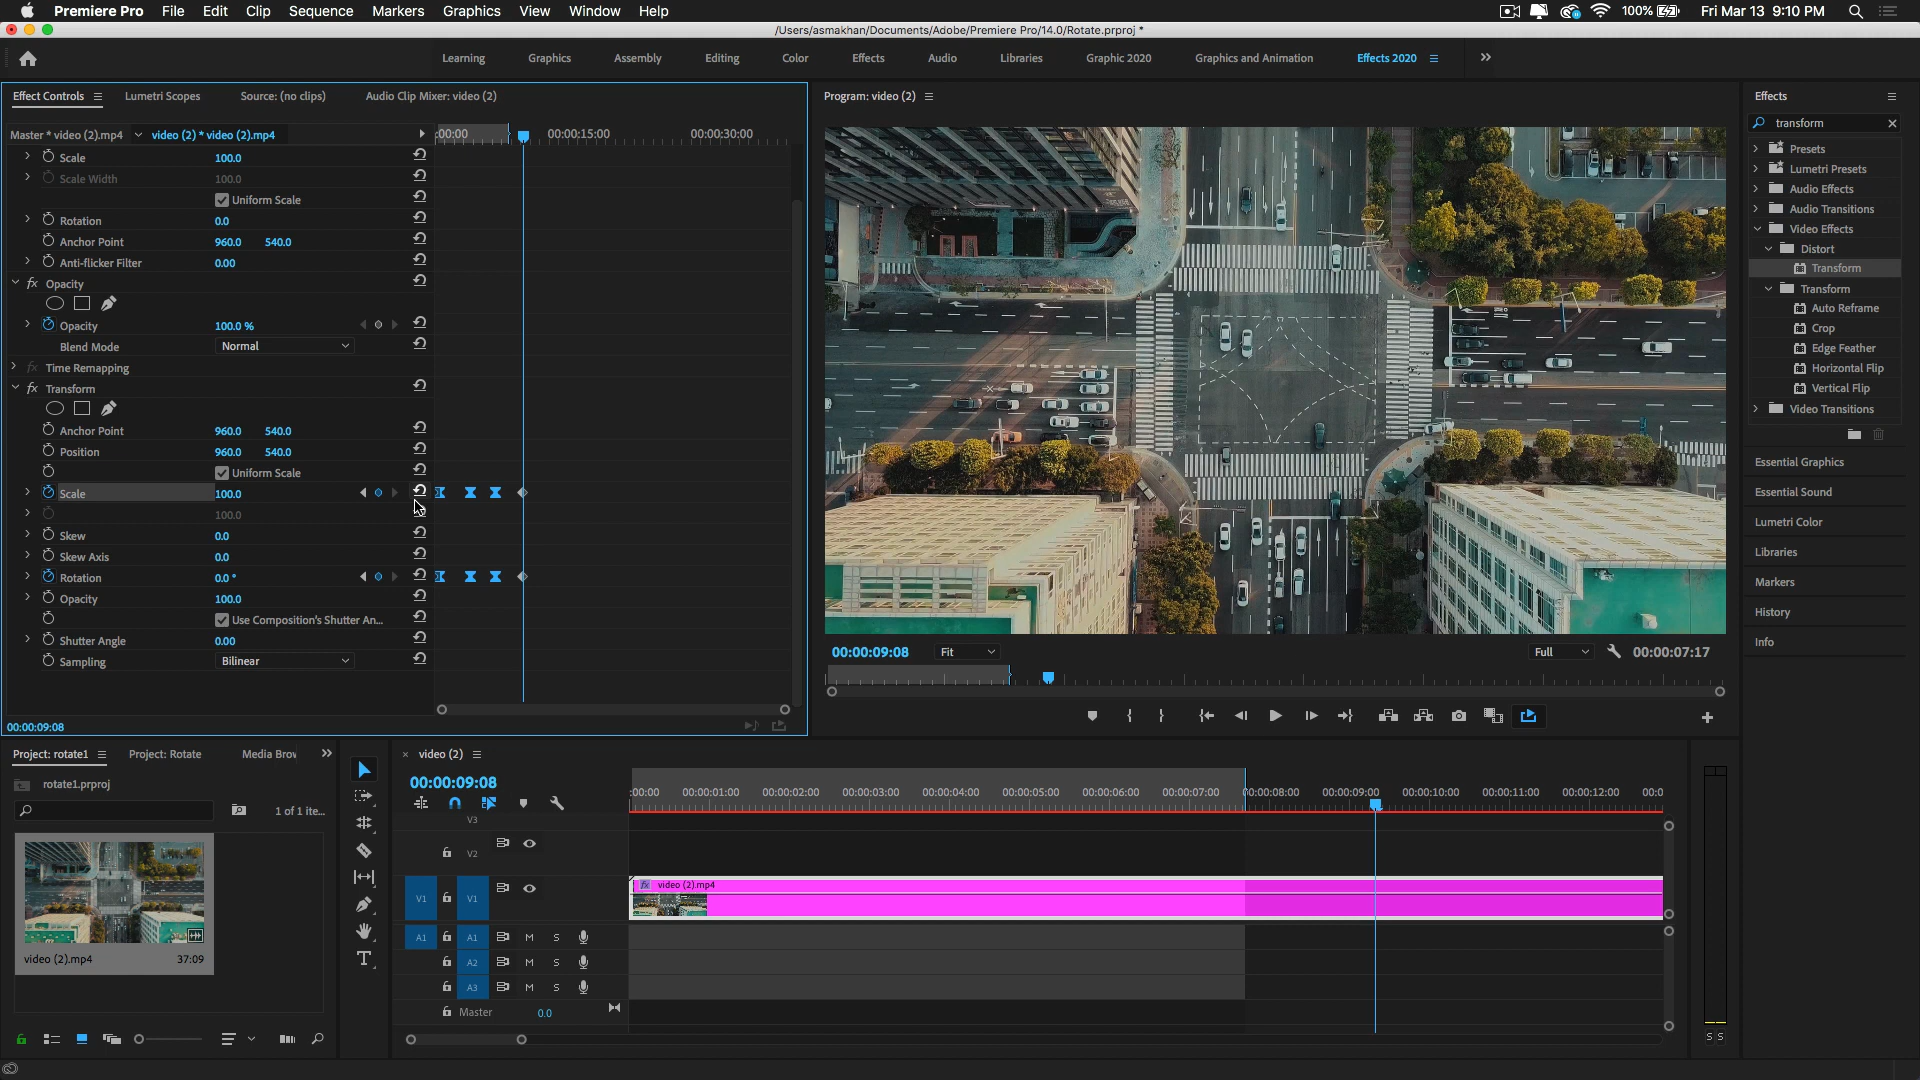 Premiere Pro File Edit Clip Sequence Markers Graphics View Window Help 100% Fri Mar 13 9:10 PM
/Users/asmakhan/Documents/Adobe/Premiere Pro/14.0/Rotate.prproj *
Learning Graphics Assembly Editing Color Effects Audio Libraries Graphic 2020 Graphics and Animation Effects 2020
Effect Controls Lumetri Scopes Source: (no clips) Audio Clip Mixer: video (2)
Master * video (2).mp4 video (2) * video (2).mp4
:00:00 00:00:15:00 00:00:30:00
Scale 100.0
Scale Width 100.0
Uniform Scale
Rotation 0.0
Anchor Point 960.0 540.0
Anti-flicker Filter 0.00
fx Opacity
Opacity 100.0 %
Blend Mode Normal
fx Time Remapping
fx Transform
Anchor Point 960.0 540.0
Position 960.0 540.0
Uniform Scale
Scale 100.0
100.0
Skew 0.0
Skew Axis 0.0
Rotation 0.0 °
Opacity 100.0
Use Composition's Shutter An...
Shutter Angle 0.00
Sampling Bilinear
00:00:09:08
Program: video (2)
00:00:09:08 Fit Full 00:00:07:17
Effects
transform
Presets
Lumetri Presets
Audio Effects
Audio Transitions
Video Effects
Distort
Transform
Transform
Auto Reframe
Crop
Edge Feather
Horizontal Flip
Vertical Flip
Video Transitions
Essential Graphics
Essential Sound
Lumetri Color
Libraries
Markers
History
Info
Project: rotate1 Project: Rotate Media Brow
rotate1.prproj
1 of 1 ite...
video (2).mp4 37:09
video (2)
00:00:09:08
:00:00 00:00:01:00 00:00:02:00 00:00:03:00 00:00:04:00 00:00:05:00 00:00:06:00 00:00:07:00 00:00:08:00 00:00:09:00 00:00:10:00 00:00:11:00 00:00:12:00 00:0
V3
V2
V1 V1 fx video (2).mp4
A1 A1 M S
A2 M S
A3 M S
Master 0.0
S S